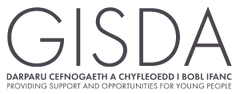 GISDA
DARPARU CEFNOGAETH A CHYFLEOEDD I BOBL IFANC
PROVIDING SUPPORT AND OPPORTUNITIES FOR YOUNG PEOPLE